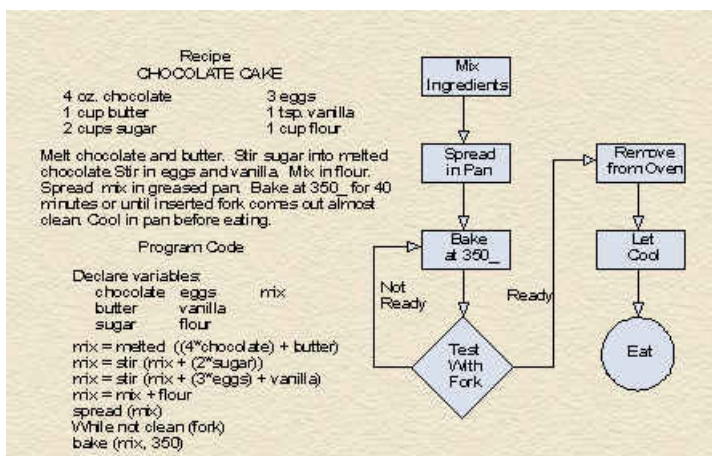 Recipe
CHOCOLATE CAKE
4 oz. chocolate 3 eggs
1 cup butter 1 tsp. vanilla
2 cups sugar 1 cup flour
Melt chocolate and butter. Stir sugar into melted
chocolate. Stir in eggs and vanilla. Mix in flour.
Spread mix in greased pan. Bake at 350_ for 40
minutes or until inserted fork comes out almost
clean. Cool in pan before eating.
Program Code
Declare variables:
chocolate eggs mix
butter vanilla
sugar flour
mix = melted ((4*chocolate) + butter)
mix = stir (mix + (2*sugar))
mix = stir (mix + (3*eggs) + vanilla)
mix = mix + flour
spread (mix)
While not clean (fork)
bake (mix, 350)
Mix
Ingredients
Spread
in Pan
Bake
at 350_
Not
Ready
Test
With
Fork
Ready
Remove
from Oven
Let
Cool
Eat